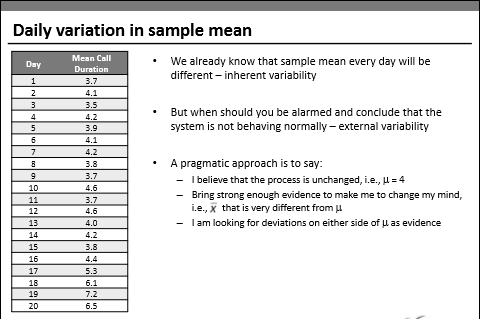 Daily variation in sample mean
Day Mean Call Duration
1 3.7
2 4.1
3 3.5
4 4.2
5 3.9
6 4.1
7 4.2
8 3.8
9 3.7
10 4.6
11 3.7
12 4.6
13 4.0
14 4.2
15 3.8
16 4.4
17 5.3
18 6.1
19 7.2
20 6.5
• We already know that sample mean every day will be
different – inherent variability
• But when should you be alarmed and conclude that the
system is not behaving normally – external variability
• A pragmatic approach is to say:
– I believe that the process is unchanged, i.e., μ = 4
– Bring strong enough evidence to make me to change my mind,
i.e., x̄ that is very different from μ
– I am looking for deviations on either side of μ as evidence